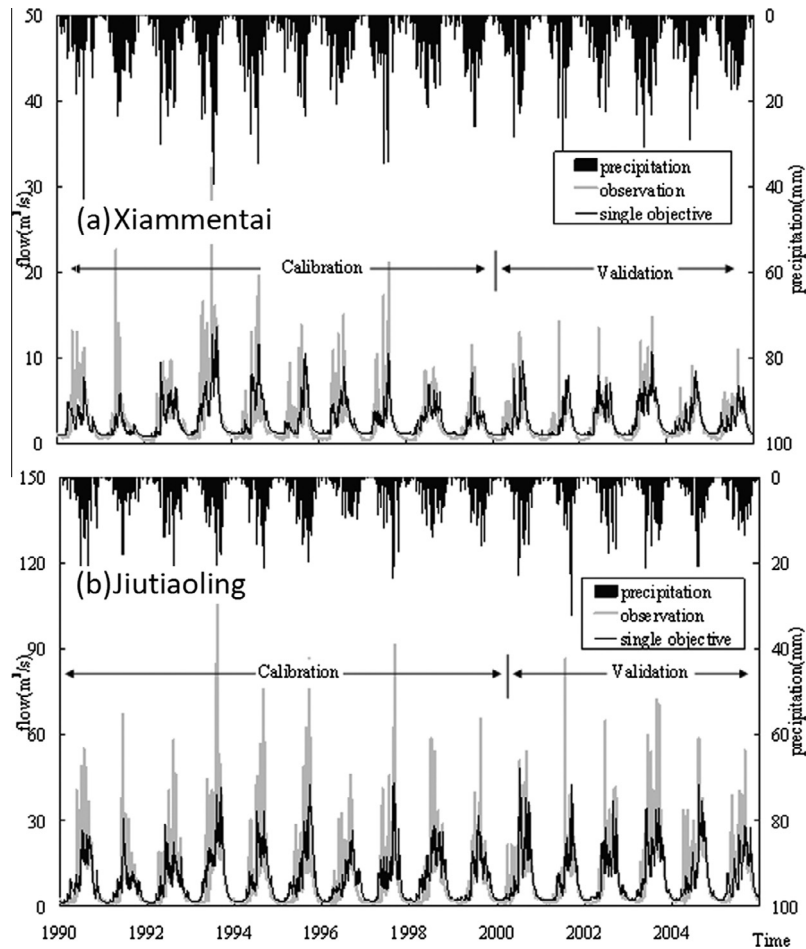 50
40
30
20
10
0
flow(m³/s)
0
20
40
60
80
100
precipitation(mm)
precipitation
observation
single objective
(a)Xiammentai
Calibration
Validation
150
120
90
60
30
0
flow(m³/s)
0
20
40
60
80
100
precipitation(mm)
(b)Jiutiaoling
precipitation
observation
single objective
Calibration
Validation
1990 1992 1994 1996 1998 2000 2002 2004 Time